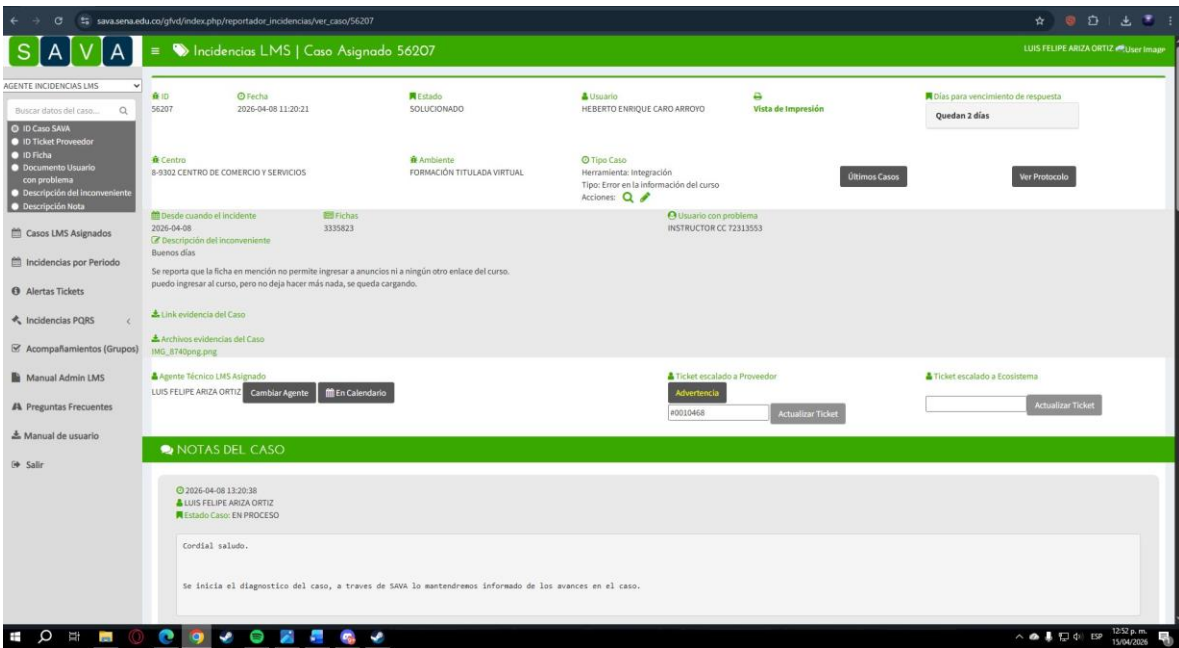 sava.sena.edu.co/gfvd/index.php/reportador_incidencias/ver_caso/56207
SAVA
Incidencias LMS | Caso Asignado 56207
LUIS FELIPE ARIZA ORTIZ User Image
AGENTE INCIDENCIAS LMS
Buscar datos del caso...
ID Caso SAVA
ID Ticket Proveedor
ID Ficha
Documento Usuario
con problema
Descripción del inconveniente
Descripción Nota
Casos LMS Asignados
Incidencias por Periodo
Alertas Tickets
Incidencias PQRS
Acompañamientos (Grupos)
Manual Admin LMS
Preguntas Frecuentes
Manual de usuario
Salir
ID
56207
Fecha
2026-04-08 11:20:21
Estado
SOLUCIONADO
Usuario
HEBERTO ENRIQUE CARO ARROYO
Vista de Impresión
Días para vencimiento de respuesta
Quedan 2 días
Centro
8-9302 CENTRO DE COMERCIO Y SERVICIOS
Ambiente
FORMACIÓN TITULADA VIRTUAL
Tipo Caso
Herramienta: Integración
Tipo: Error en la información del curso
Acciones:
Últimos Casos
Ver Protocolo
Desde cuando el incidente
2026-04-08
Fichas
3335823
Usuario con problema
INSTRUCTOR CC 72313553
Descripción del inconveniente
Buenos días
Se reporta que la ficha en mención no permite ingresar a anuncios ni a ningún otro enlace del curso.
puedo ingresar al curso, pero no deja hacer más nada, se queda cargando.
Link evidencia del Caso
Archivos evidencias del Caso
IMG_8740png.png
Agente Técnico LMS Asignado
LUIS FELIPE ARIZA ORTIZ
Cambiar Agente
En Calendario
Ticket escalado a Proveedor
Advertencia
#0010468
Actualizar Ticket
Ticket escalado a Ecosistema
Actualizar Ticket
NOTAS DEL CASO
2026-04-08 13:20:38
LUIS FELIPE ARIZA ORTIZ
Estado Caso: EN PROCESO
Cordial saludo.
Se inicia el diagnostico del caso, a traves de SAVA lo mantendremos informado de los avances en el caso.
ESP
12:52 p. m.
15/04/2026